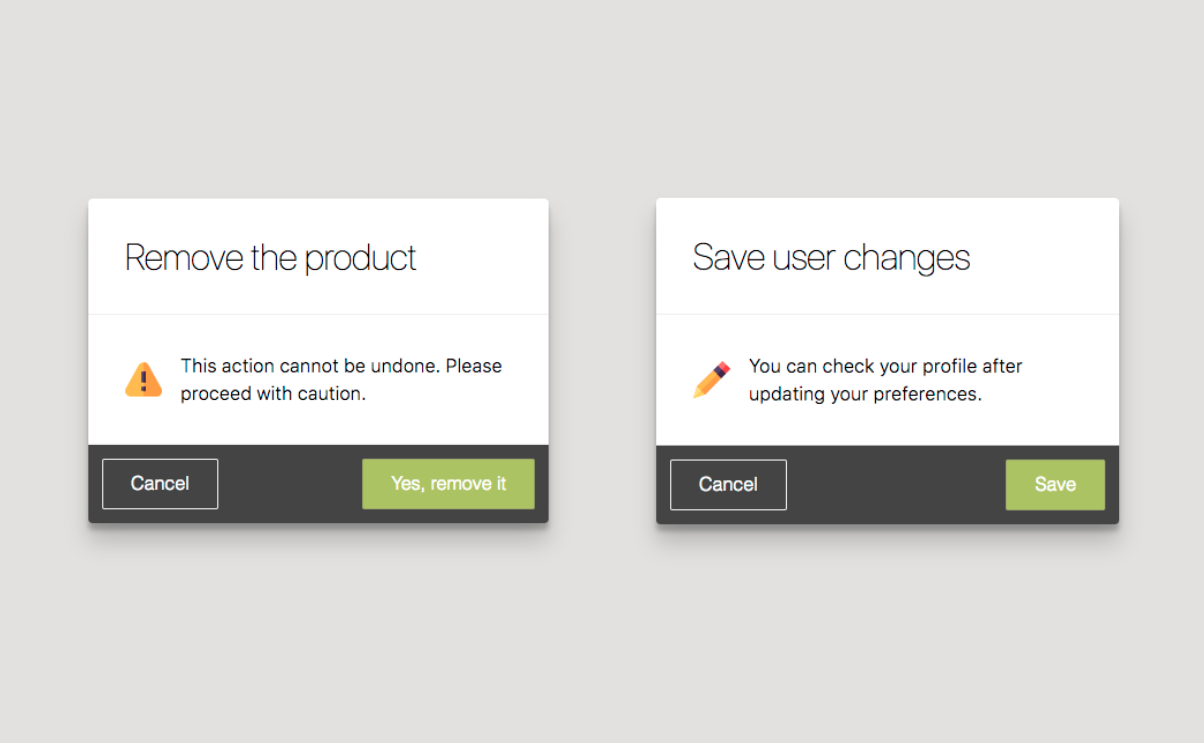 Remove the product
This action cannot be undone. Please
proceed with caution.
Cancel
Yes, remove it
Save user changes
You can check your profile after
updating your preferences.
Cancel
Save